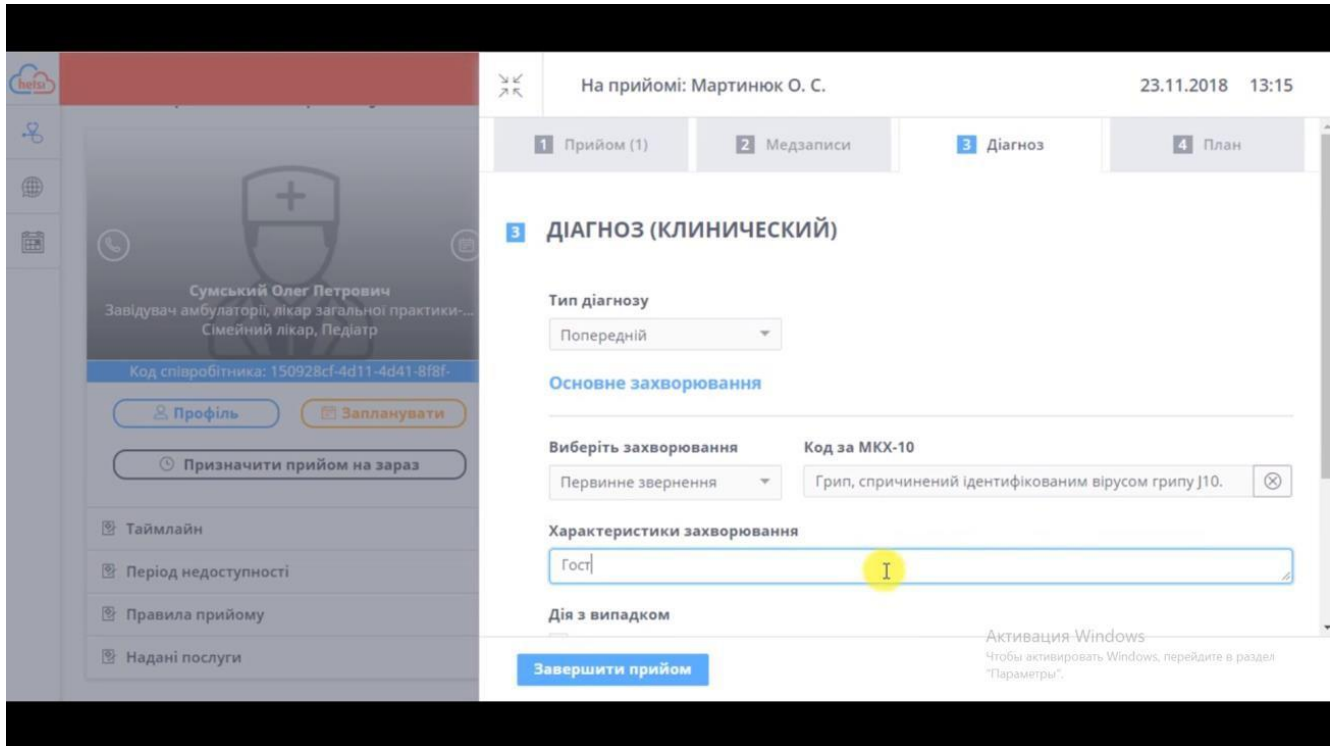 helsi
На прийомі: Мартинюк О. С.
23.11.2018 13:15
1 Прийом (1)
2 Медзаписи
3 Діагноз
4 План
Сумський Олег Петрович
Завідувач амбулаторії, лікар загальної практики-...
Сімейний лікар, Педіатр
Код співробітника: 150928cf-4d11-4d41-8f8f-
Профіль
Запланувати
Призначити прийом на зараз
Таймлайн
Період недоступності
Правила прийому
Надані послуги
3 ДІАГНОЗ (КЛИНИЧЕСКИЙ)
Тип діагнозу
Попередній
Основне захворювання
Виберіть захворювання
Код за МКХ-10
Первинне звернення
Грип, спричинений ідентифікованим вірусом грипу J10.
Характеристики захворювання
Гост
Дія з випадком
Завершити прийом
Активация Windows
Чтобы активировать Windows, перейдите в раздел
"Параметры".